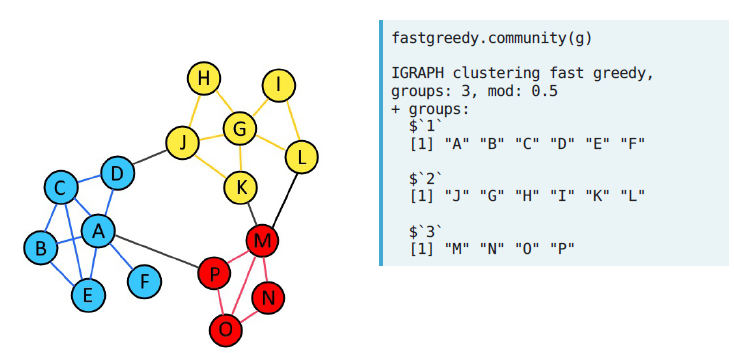 H
I
G
J
L
D
C
K
A
M
B
P
F
E
N
O
fastgreedy.community(g)
IGRAPH clustering fast greedy,
groups: 3, mod: 0.5
+ groups:
$`1`
[1] "A" "B" "C" "D" "E" "F"
$`2`
[1] "J" "G" "H" "I" "K" "L"
$`3`
[1] "M" "N" "O" "P"